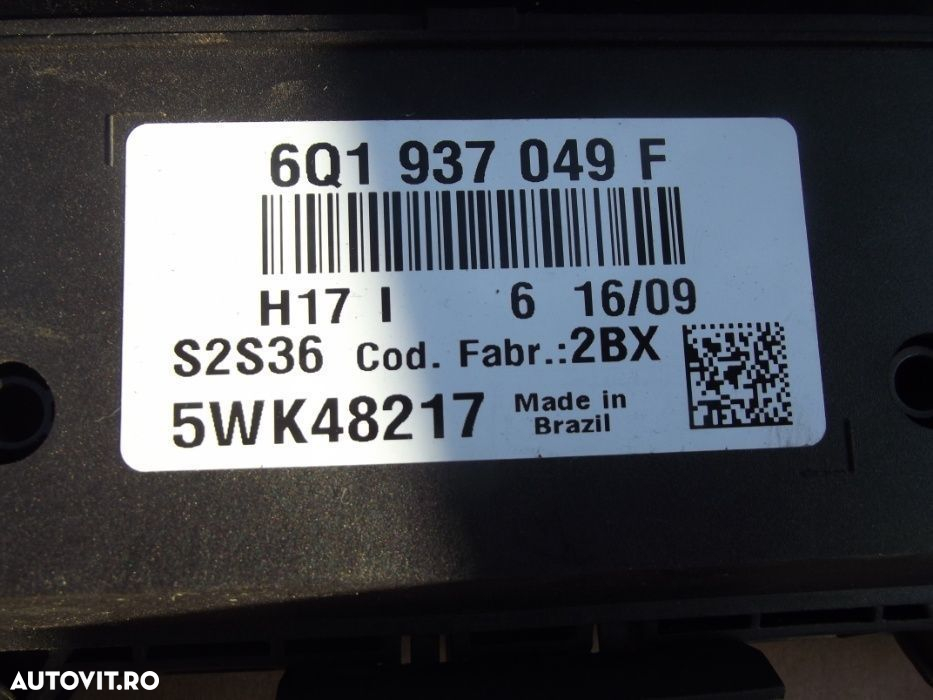 6Q1 937 049 F
H17 I 6 16/09
S2S36 Cod. Fabr.:2BX
5WK48217 Made in
Brazil
AUTOVIT.RO